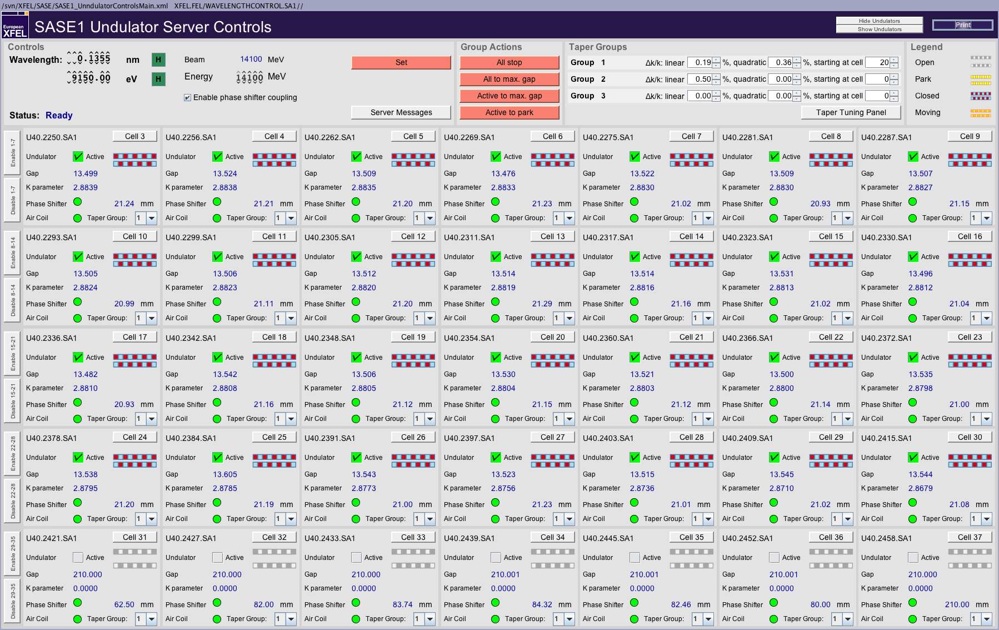 /svn/XFEL/SASE/SASE1_UnndulatorControlsMain.xml XFEL.FEL/WAVELENGTHCONTROL.SA1//
European XFEL SASE1 Undulator Server Controls Hide Undulators Show Undulators Print
Controls Group Actions Taper Groups Legend
Wavelength: 0.1355 nm H Beam 14100 MeV Set All stop Group 1 Δk/k: linear 0.19 %, quadratic 0.36 %, starting at cell 20 Open
9150.00 eV H Energy 14100 MeV All to max. gap Group 2 Δk/k: linear 0.50 %, quadratic 0.00 %, starting at cell 0 Park
Enable phase shifter coupling Active to max. gap Group 3 Δk/k: linear 0.00 %, quadratic 0.00 %, starting at cell 0 Closed
Status: Ready Server Messages Active to park Taper Tuning Panel Moving
Enable 1-7
Disable 1-7
U40.2250.SA1 Cell 3 U40.2256.SA1 Cell 4 U40.2262.SA1 Cell 5 U40.2269.SA1 Cell 6 U40.2275.SA1 Cell 7 U40.2281.SA1 Cell 8 U40.2287.SA1 Cell 9
Undulator Active Undulator Active Undulator Active Undulator Active Undulator Active Undulator Active Undulator Active
Gap 13.499 Gap 13.524 Gap 13.509 Gap 13.476 Gap 13.522 Gap 13.509 Gap 13.507
K parameter 2.8839 K parameter 2.8838 K parameter 2.8835 K parameter 2.8833 K parameter 2.8830 K parameter 2.8830 K parameter 2.8827
Phase Shifter 21.24 mm Phase Shifter 21.21 mm Phase Shifter 21.20 mm Phase Shifter 21.23 mm Phase Shifter 21.02 mm Phase Shifter 20.93 mm Phase Shifter 21.15 mm
Air Coil Taper Group: 1 Air Coil Taper Group: 1 Air Coil Taper Group: 1 Air Coil Taper Group: 1 Air Coil Taper Group: 1 Air Coil Taper Group: 1 Air Coil Taper Group: 1
Enable 8-14
Disable 8-14
U40.2293.SA1 Cell 10 U40.2299.SA1 Cell 11 U40.2305.SA1 Cell 12 U40.2311.SA1 Cell 13 U40.2317.SA1 Cell 14 U40.2323.SA1 Cell 15 U40.2330.SA1 Cell 16
Undulator Active Undulator Active Undulator Active Undulator Active Undulator Active Undulator Active Undulator Active
Gap 13.505 Gap 13.506 Gap 13.512 Gap 13.514 Gap 13.514 Gap 13.531 Gap 13.496
K parameter 2.8824 K parameter 2.8823 K parameter 2.8820 K parameter 2.8819 K parameter 2.8816 K parameter 2.8813 K parameter 2.8812
Phase Shifter 20.99 mm Phase Shifter 21.11 mm Phase Shifter 21.20 mm Phase Shifter 21.29 mm Phase Shifter 21.16 mm Phase Shifter 21.02 mm Phase Shifter 21.04 mm
Air Coil Taper Group: 1 Air Coil Taper Group: 1 Air Coil Taper Group: 1 Air Coil Taper Group: 1 Air Coil Taper Group: 1 Air Coil Taper Group: 1 Air Coil Taper Group: 1
Enable 15-21
Disable 15-21
U40.2336.SA1 Cell 17 U40.2342.SA1 Cell 18 U40.2348.SA1 Cell 19 U40.2354.SA1 Cell 20 U40.2360.SA1 Cell 21 U40.2366.SA1 Cell 22 U40.2372.SA1 Cell 23
Undulator Active Undulator Active Undulator Active Undulator Active Undulator Active Undulator Active Undulator Active
Gap 13.482 Gap 13.542 Gap 13.506 Gap 13.530 Gap 13.521 Gap 13.500 Gap 13.535
K parameter 2.8810 K parameter 2.8808 K parameter 2.8805 K parameter 2.8804 K parameter 2.8803 K parameter 2.8800 K parameter 2.8798
Phase Shifter 20.93 mm Phase Shifter 21.16 mm Phase Shifter 21.12 mm Phase Shifter 21.15 mm Phase Shifter 21.12 mm Phase Shifter 21.14 mm Phase Shifter 21.00 mm
Air Coil Taper Group: 1 Air Coil Taper Group: 1 Air Coil Taper Group: 1 Air Coil Taper Group: 1 Air Coil Taper Group: 1 Air Coil Taper Group: 1 Air Coil Taper Group: 1
Enable 22-28
Disable 22-28
U40.2378.SA1 Cell 24 U40.2384.SA1 Cell 25 U40.2391.SA1 Cell 26 U40.2397.SA1 Cell 27 U40.2403.SA1 Cell 28 U40.2409.SA1 Cell 29 U40.2415.SA1 Cell 30
Undulator Active Undulator Active Undulator Active Undulator Active Undulator Active Undulator Active Undulator Active
Gap 13.538 Gap 13.605 Gap 13.543 Gap 13.523 Gap 13.515 Gap 13.545 Gap 13.544
K parameter 2.8795 K parameter 2.8785 K parameter 2.8773 K parameter 2.8756 K parameter 2.8736 K parameter 2.8710 K parameter 2.8679
Phase Shifter 21.20 mm Phase Shifter 21.19 mm Phase Shifter 21.00 mm Phase Shifter 21.23 mm Phase Shifter 21.01 mm Phase Shifter 21.02 mm Phase Shifter 21.08 mm
Air Coil Taper Group: 1 Air Coil Taper Group: 1 Air Coil Taper Group: 1 Air Coil Taper Group: 1 Air Coil Taper Group: 1 Air Coil Taper Group: 1 Air Coil Taper Group: 1
Enable 29-35
Disable 29-35
U40.2421.SA1 Cell 31 U40.2427.SA1 Cell 32 U40.2433.SA1 Cell 33 U40.2439.SA1 Cell 34 U40.2445.SA1 Cell 35 U40.2452.SA1 Cell 36 U40.2458.SA1 Cell 37
Undulator Active Undulator Active Undulator Active Undulator Active Undulator Active Undulator Active Undulator Active
Gap 210.000 Gap 210.000 Gap 210.000 Gap 210.001 Gap 210.001 Gap 210.001 Gap 210.000
K parameter 0.0000 K parameter 0.0000 K parameter 0.0000 K parameter 0.0000 K parameter 0.0000 K parameter 0.0000 K parameter 0.0000
Phase Shifter 62.50 mm Phase Shifter 82.00 mm Phase Shifter 83.74 mm Phase Shifter 84.32 mm Phase Shifter 82.46 mm Phase Shifter 80.00 mm Phase Shifter 210.00 mm
Air Coil Taper Group: 1 Air Coil Taper Group: 1 Air Coil Taper Group: 1 Air Coil Taper Group: 1 Air Coil Taper Group: 1 Air Coil Taper Group: 1 Air Coil Taper Group: 1